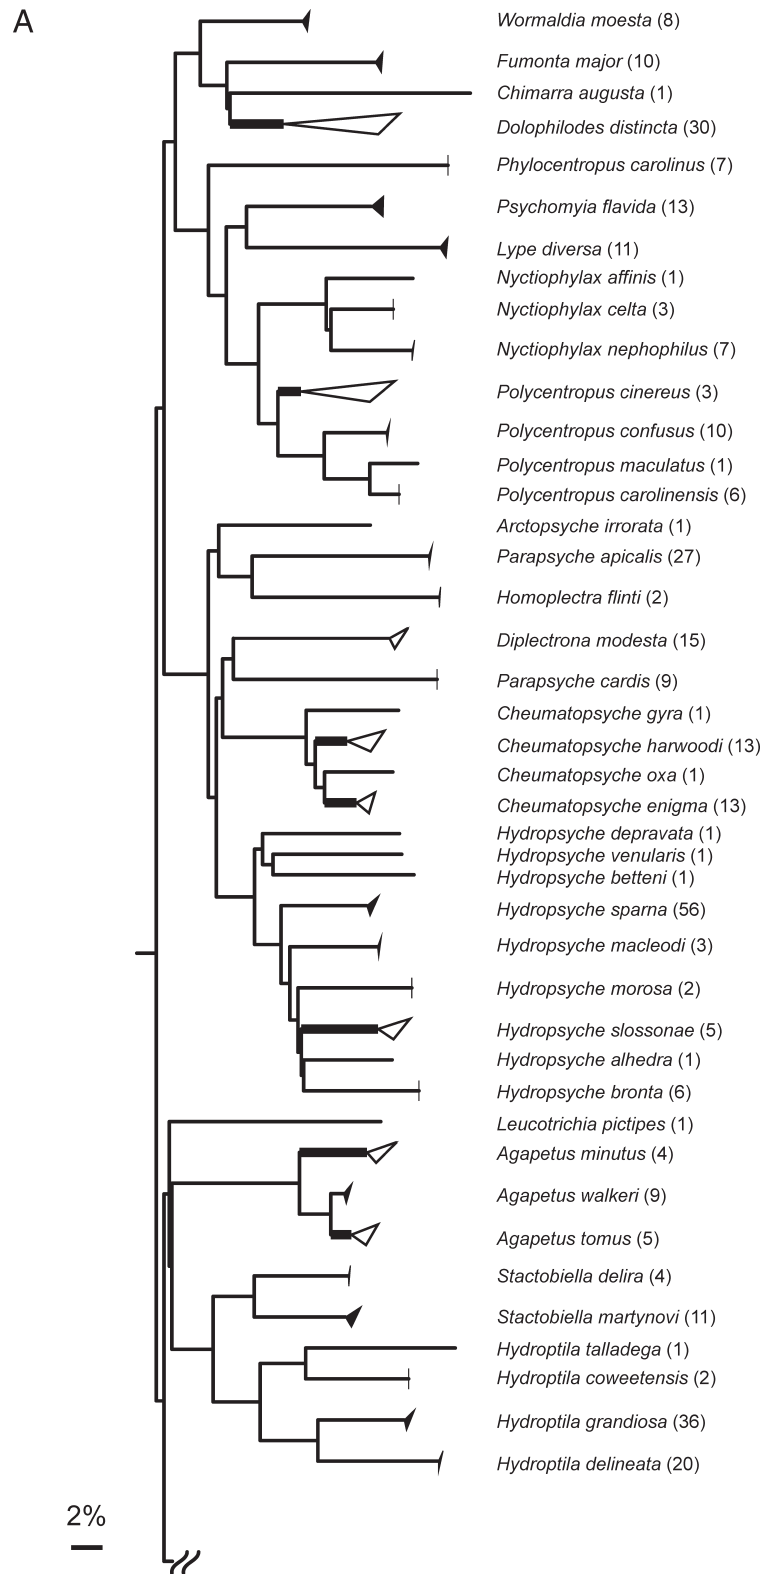 A
Wormaldia moesta (8)
Fumonta major (10)
Chimarra augusta (1)
Dolophilodes distincta (30)
Phylocentropus carolinus (7)
Psychomyia flavida (13)
Lype diversa (11)
Nyctiophylax affinis (1)
Nyctiophylax celta (3)
Nyctiophylax nephophilus (7)
Polycentropus cinereus (3)
Polycentropus confusus (10)
Polycentropus maculatus (1)
Polycentropus carolinensis (6)
Arctopsyche irrorata (1)
Parapsyche apicalis (27)
Homoplectra flinti (2)
Diplectrona modesta (15)
Parapsyche cardis (9)
Cheumatopsyche gyra (1)
Cheumatopsyche harwoodi (13)
Cheumatopsyche oxa (1)
Cheumatopsyche enigma (13)
Hydropsyche depravata (1)
Hydropsyche venularis (1)
Hydropsyche betteni (1)
Hydropsyche sparna (56)
Hydropsyche macleodi (3)
Hydropsyche morosa (2)
Hydropsyche slossonae (5)
Hydropsyche alhedra (1)
Hydropsyche bronta (6)
Leucotrichia pictipes (1)
Agapetus minutus (4)
Agapetus walkeri (9)
Agapetus tomus (5)
Stactobiella delira (4)
Stactobiella martynovi (11)
Hydroptila talladega (1)
Hydroptila coweetensis (2)
Hydroptila grandiosa (36)
Hydroptila delineata (20)
2%